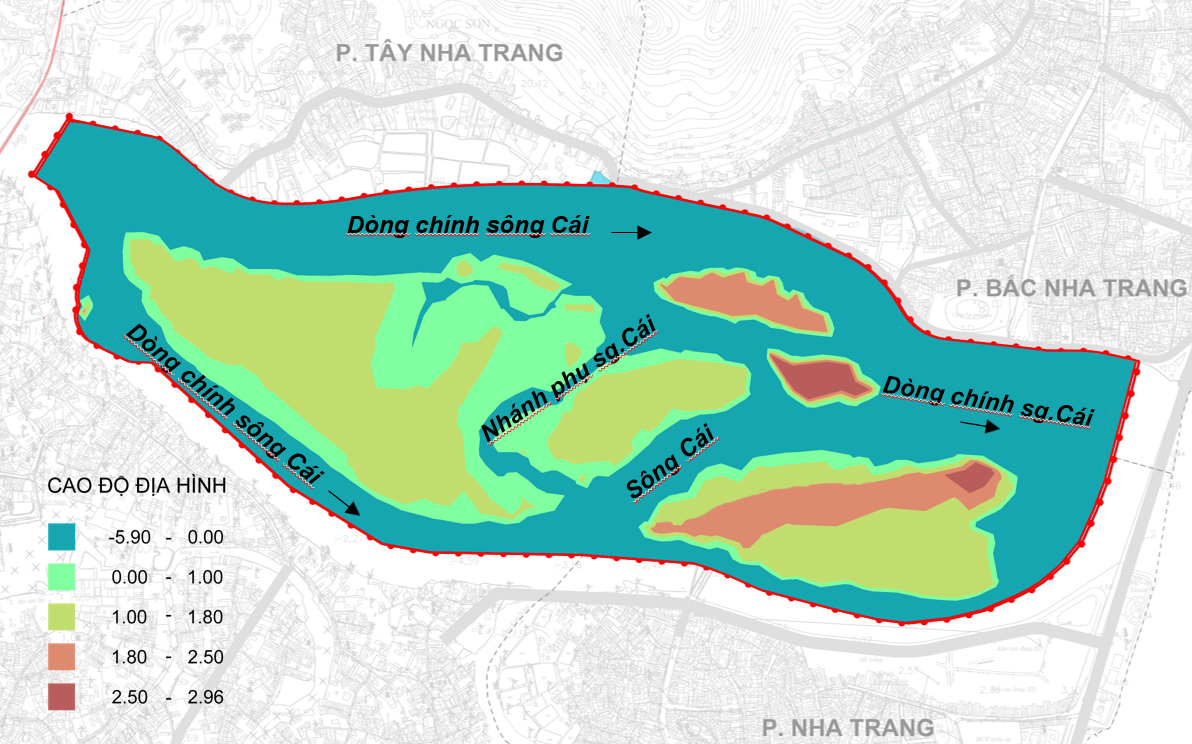 NGỌC SƠN
P. TÂY NHA TRANG
Dòng chính sông Cái
P. BẮC NHA TRANG
Dòng chính sông Cái
Nhánh phụ sg.Cái
Dòng chính sg.Cái
Sông Cái
CAO ĐỘ ĐỊA HÌNH
-5.90 - 0.00
0.00 - 1.00
1.00 - 1.80
1.80 - 2.50
2.50 - 2.96
P. NHA TRANG